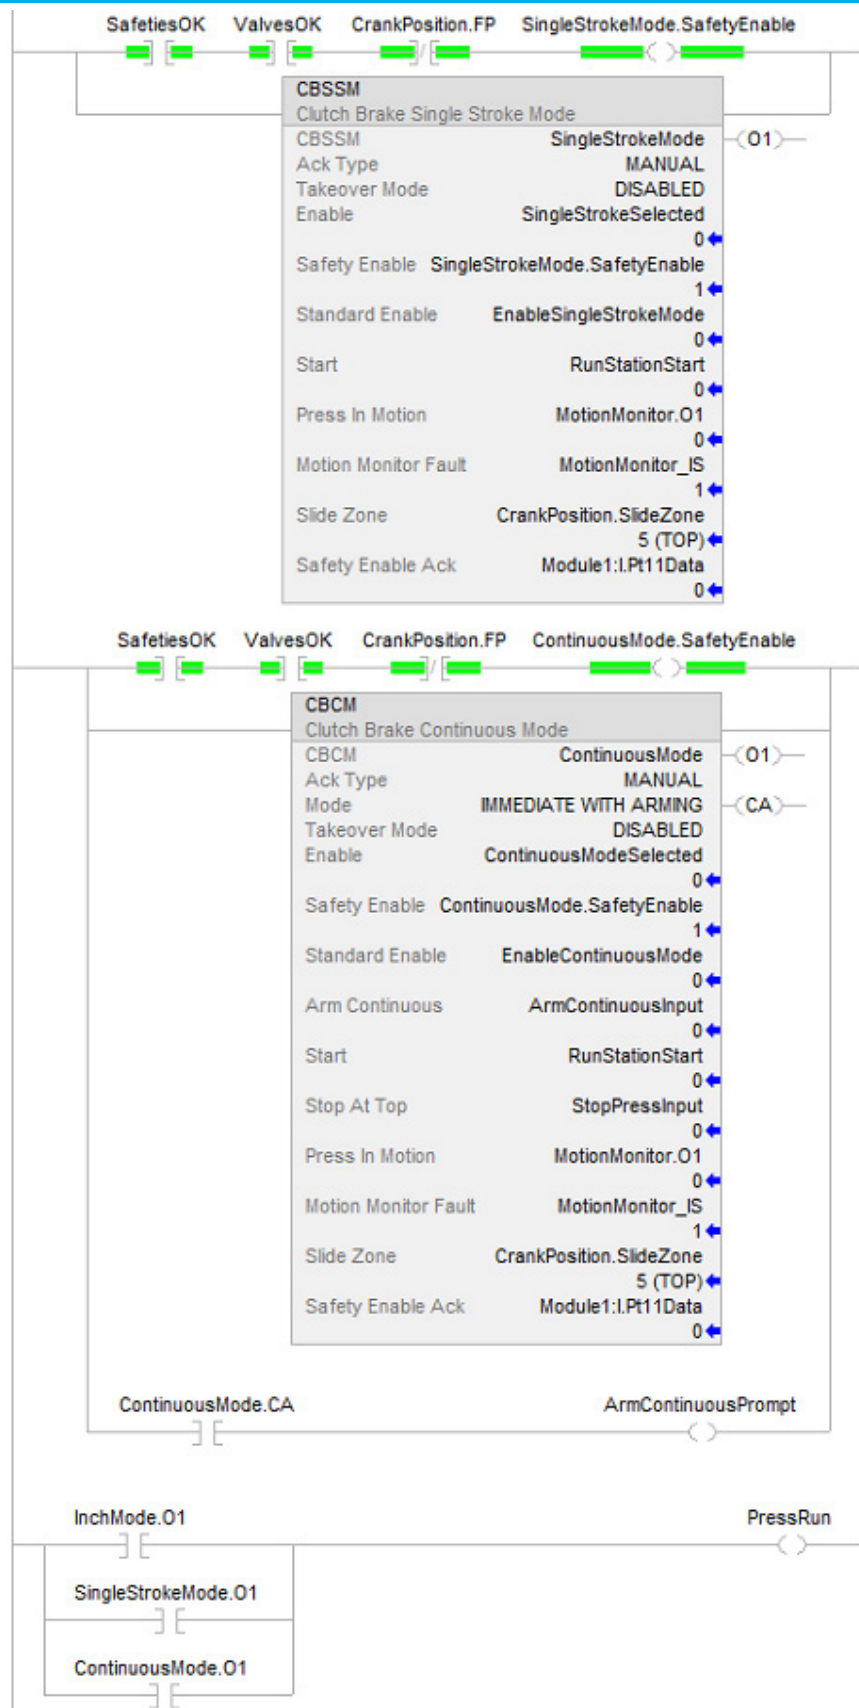 SafetiesOK ValvesOK CrankPosition.FP SingleStrokeMode.SafetyEnable
CBSSM
Clutch Brake Single Stroke Mode
CBSSM SingleStrokeMode O1
Ack Type MANUAL
Takeover Mode DISABLED
Enable SingleStrokeSelected
0
Safety Enable SingleStrokeMode.SafetyEnable
1
Standard Enable EnableSingleStrokeMode
0
Start RunStationStart
0
Press In Motion MotionMonitor.O1
0
Motion Monitor Fault MotionMonitor_IS
1
Slide Zone CrankPosition.SlideZone
5 (TOP)
Safety Enable Ack Module1:I.Pt11Data
0
SafetiesOK ValvesOK CrankPosition.FP ContinuousMode.SafetyEnable
CBCM
Clutch Brake Continuous Mode
CBCM ContinuousMode O1
Ack Type MANUAL
Mode IMMEDIATE WITH ARMING CA
Takeover Mode DISABLED
Enable ContinuousModeSelected
0
Safety Enable ContinuousMode.SafetyEnable
1
Standard Enable EnableContinuousMode
0
Arm Continuous ArmContinuousInput
0
Start RunStationStart
0
Stop At Top StopPressInput
0
Press In Motion MotionMonitor.O1
0
Motion Monitor Fault MotionMonitor_IS
1
Slide Zone CrankPosition.SlideZone
5 (TOP)
Safety Enable Ack Module1:I.Pt11Data
0
ContinuousMode.CA ArmContinuousPrompt
InchMode.O1 PressRun
SingleStrokeMode.O1
ContinuousMode.O1